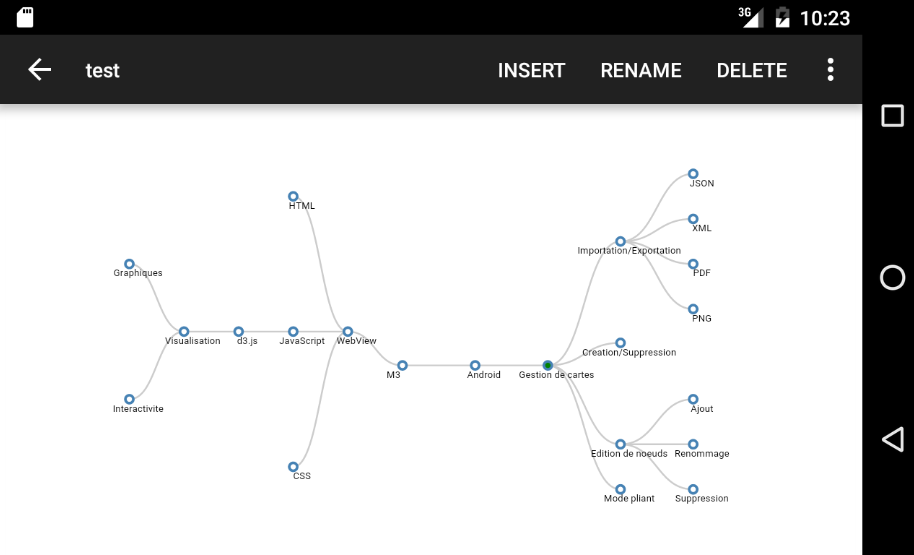 3G 10:23
test INSERT RENAME DELETE
JSON
HTML
XML
Importation/Exportation
Graphiques
PDF
PNG
Visualisation d3.js JavaScript WebView
Creation/Suppression
M3 Android Gestion de cartes
Interactivite
Ajout
Edition de noeuds Renommage
CSS
Mode pliant Suppression